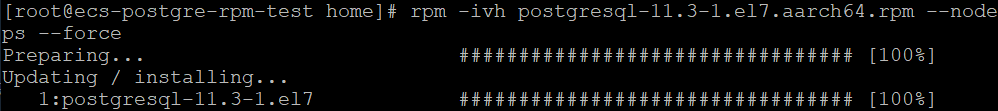 [root@ecs-postgre-rpm-test home]# rpm -ivh postgresql-11.3-1.el7.aarch64.rpm --node
ps --force
Preparing...                          ################################# [100%]
Updating / installing...
   1:postgresql-11.3-1.el7            ################################# [100%]